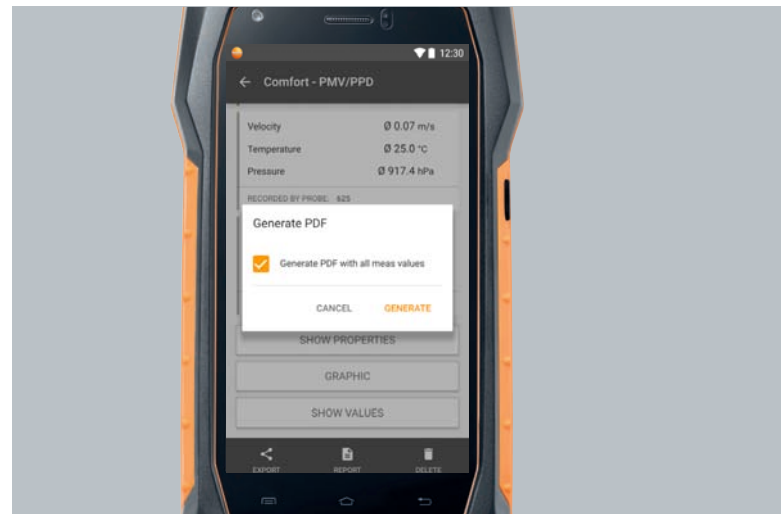 12:30
← Comfort - PMV/PPD
Velocity Ø 0.07 m/s
Temperature Ø 25.0 °C
Pressure Ø 917.4 hPa
RECORDED BY PROBE: 625
Generate PDF
Generate PDF with all meas values
CANCEL GENERATE
SHOW PROPERTIES
GRAPHIC
SHOW VALUES
EXPORT REPORT DELETE